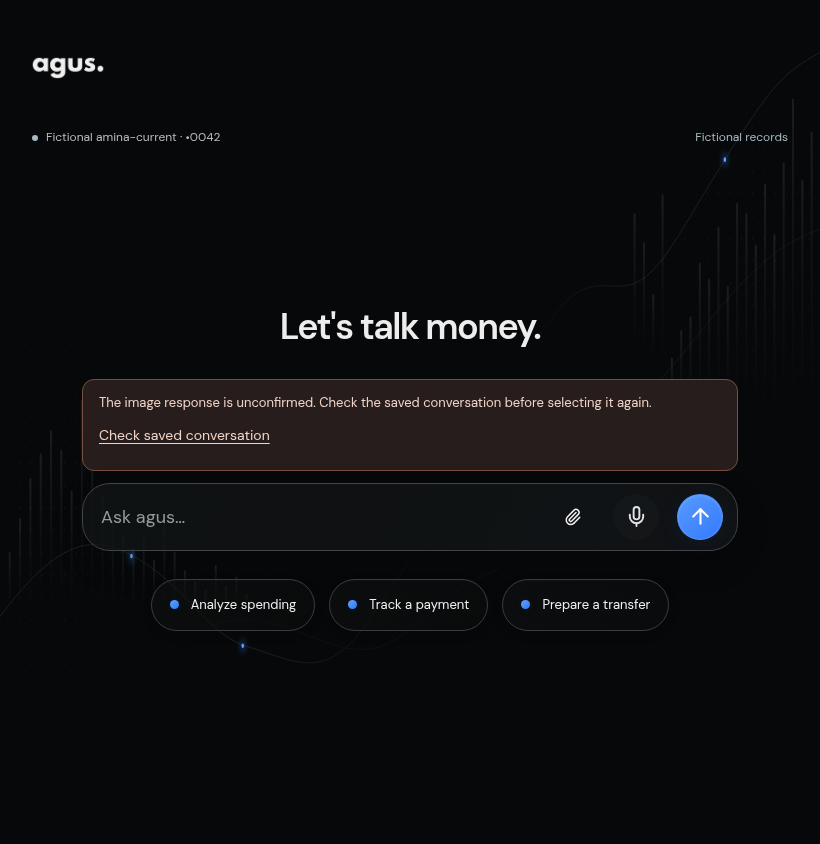 agus.
Fictional amina-current · •0042
Fictional records
Let's talk money.
The image response is unconfirmed. Check the saved conversation before selecting it again.
Check saved conversation
Ask agus...
Analyze spending
Track a payment
Prepare a transfer